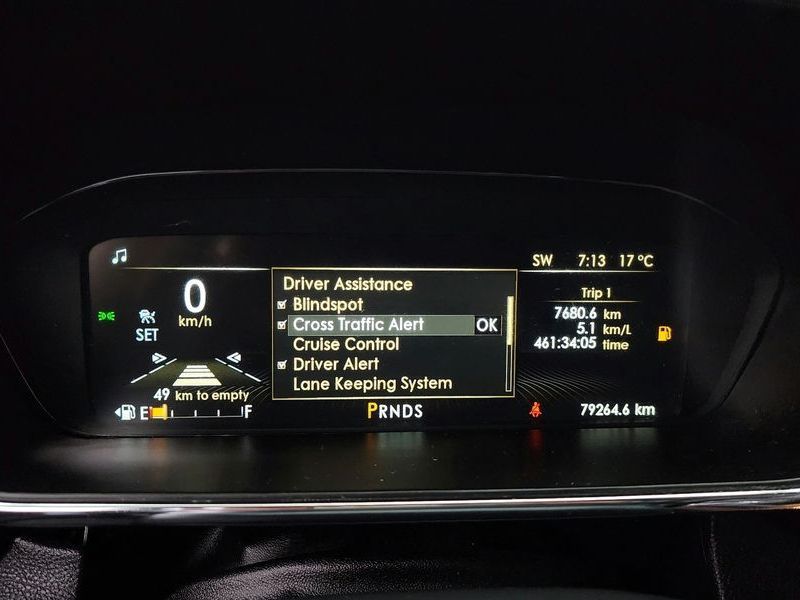 SW 7:13 17 °C
0
km/h
SET
49 km to empty
E F
Driver Assistance
Blindspot
Cross Traffic Alert OK
Cruise Control
Driver Alert
Lane Keeping System
PRNDS
Trip 1
7680.6 km
5.1 km/L
461:34:05 time
79264.6 km